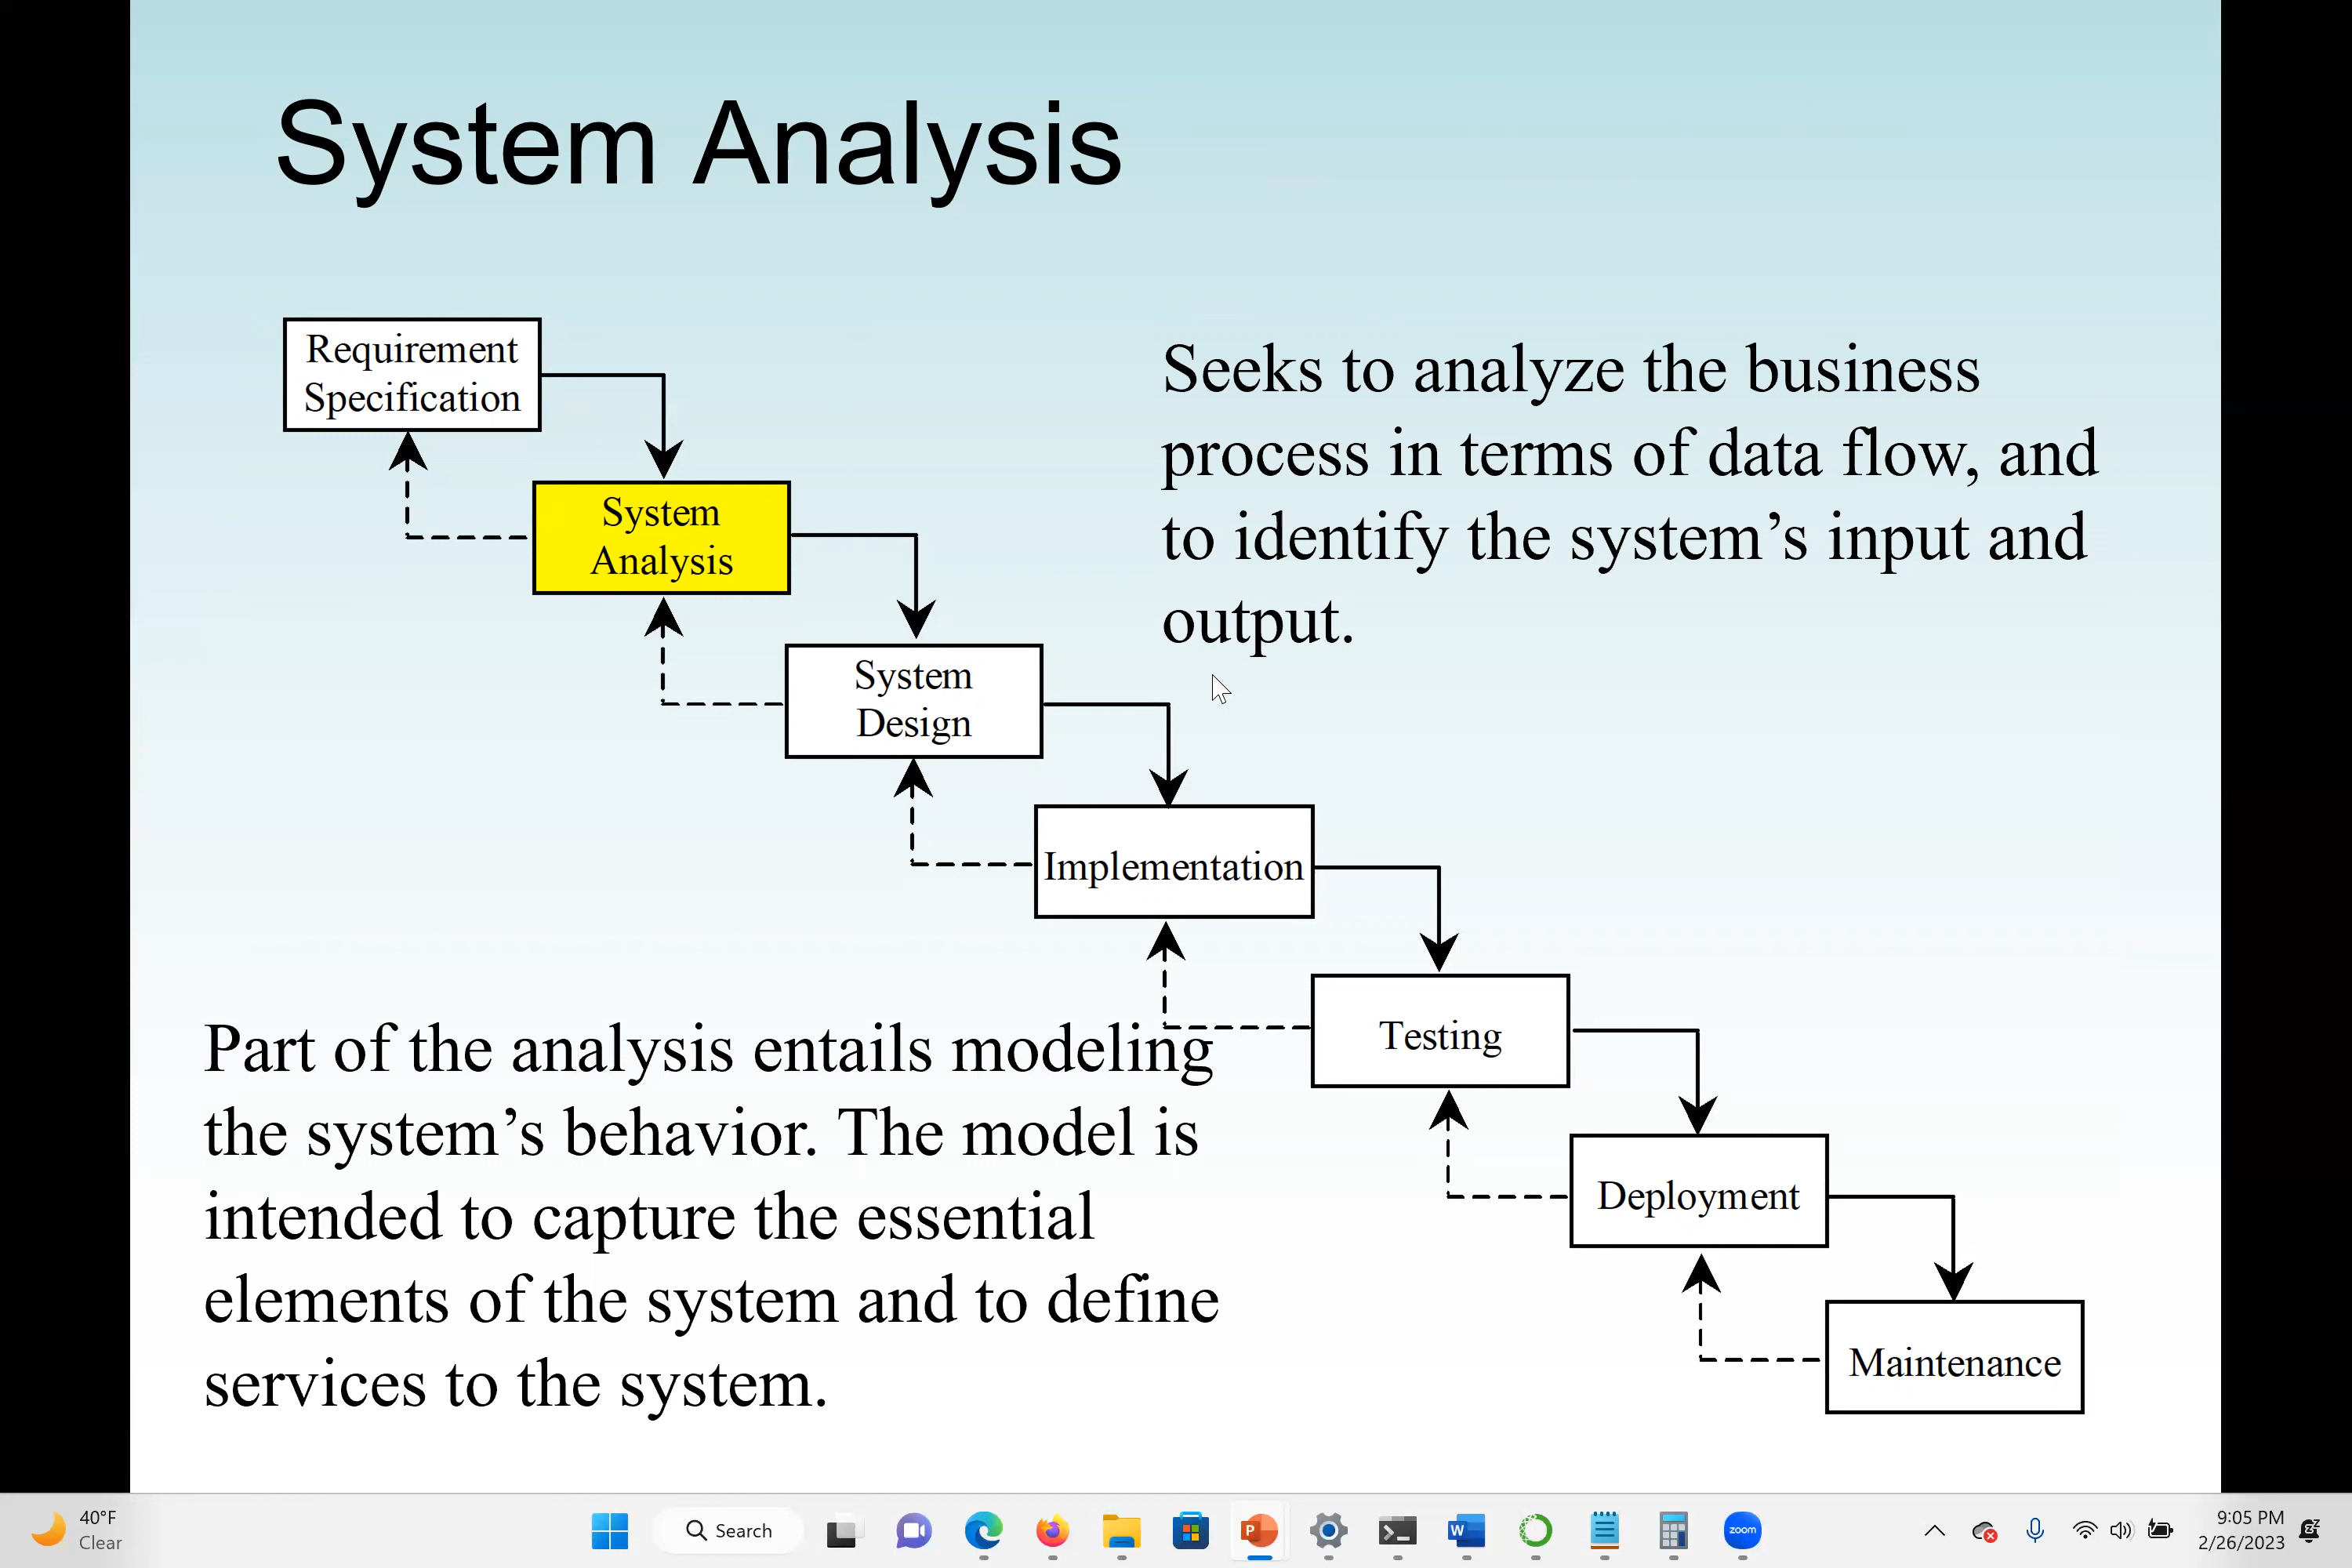 System Analysis
Requirement
Specification
System
Analysis
System
Design
Implementation
Testing
Deployment
Maintenance
Seeks to analyze the business
process in terms of data flow, and
to identify the system’s input and
output.
Part of the analysis entails modeling
the system’s behavior. The model is
intended to capture the essential
elements of the system and to define
services to the system.
40°F
Clear
Search
P
W
zoom
9:05 PM
2/26/2023